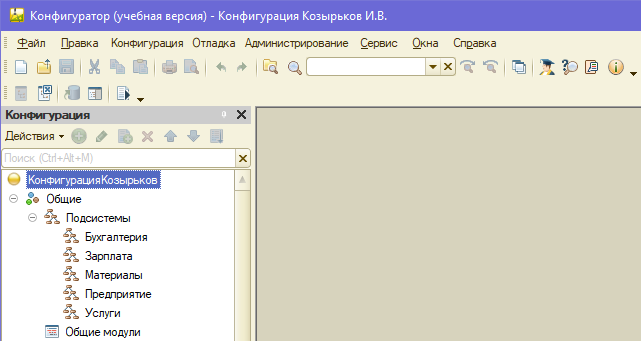 Конфигуратор (учебная версия) - Конфигурация Козырьков И.В.
Файл Правка Конфигурация Отладка Администрирование Сервис Окна Справка
Конфигурация
Действия
Поиск (Ctrl+Alt+M)
КонфигурацияКозырьков
Общие
Подсистемы
Бухгалтерия
Зарплата
Материалы
Предприятие
Услуги
Общие модули